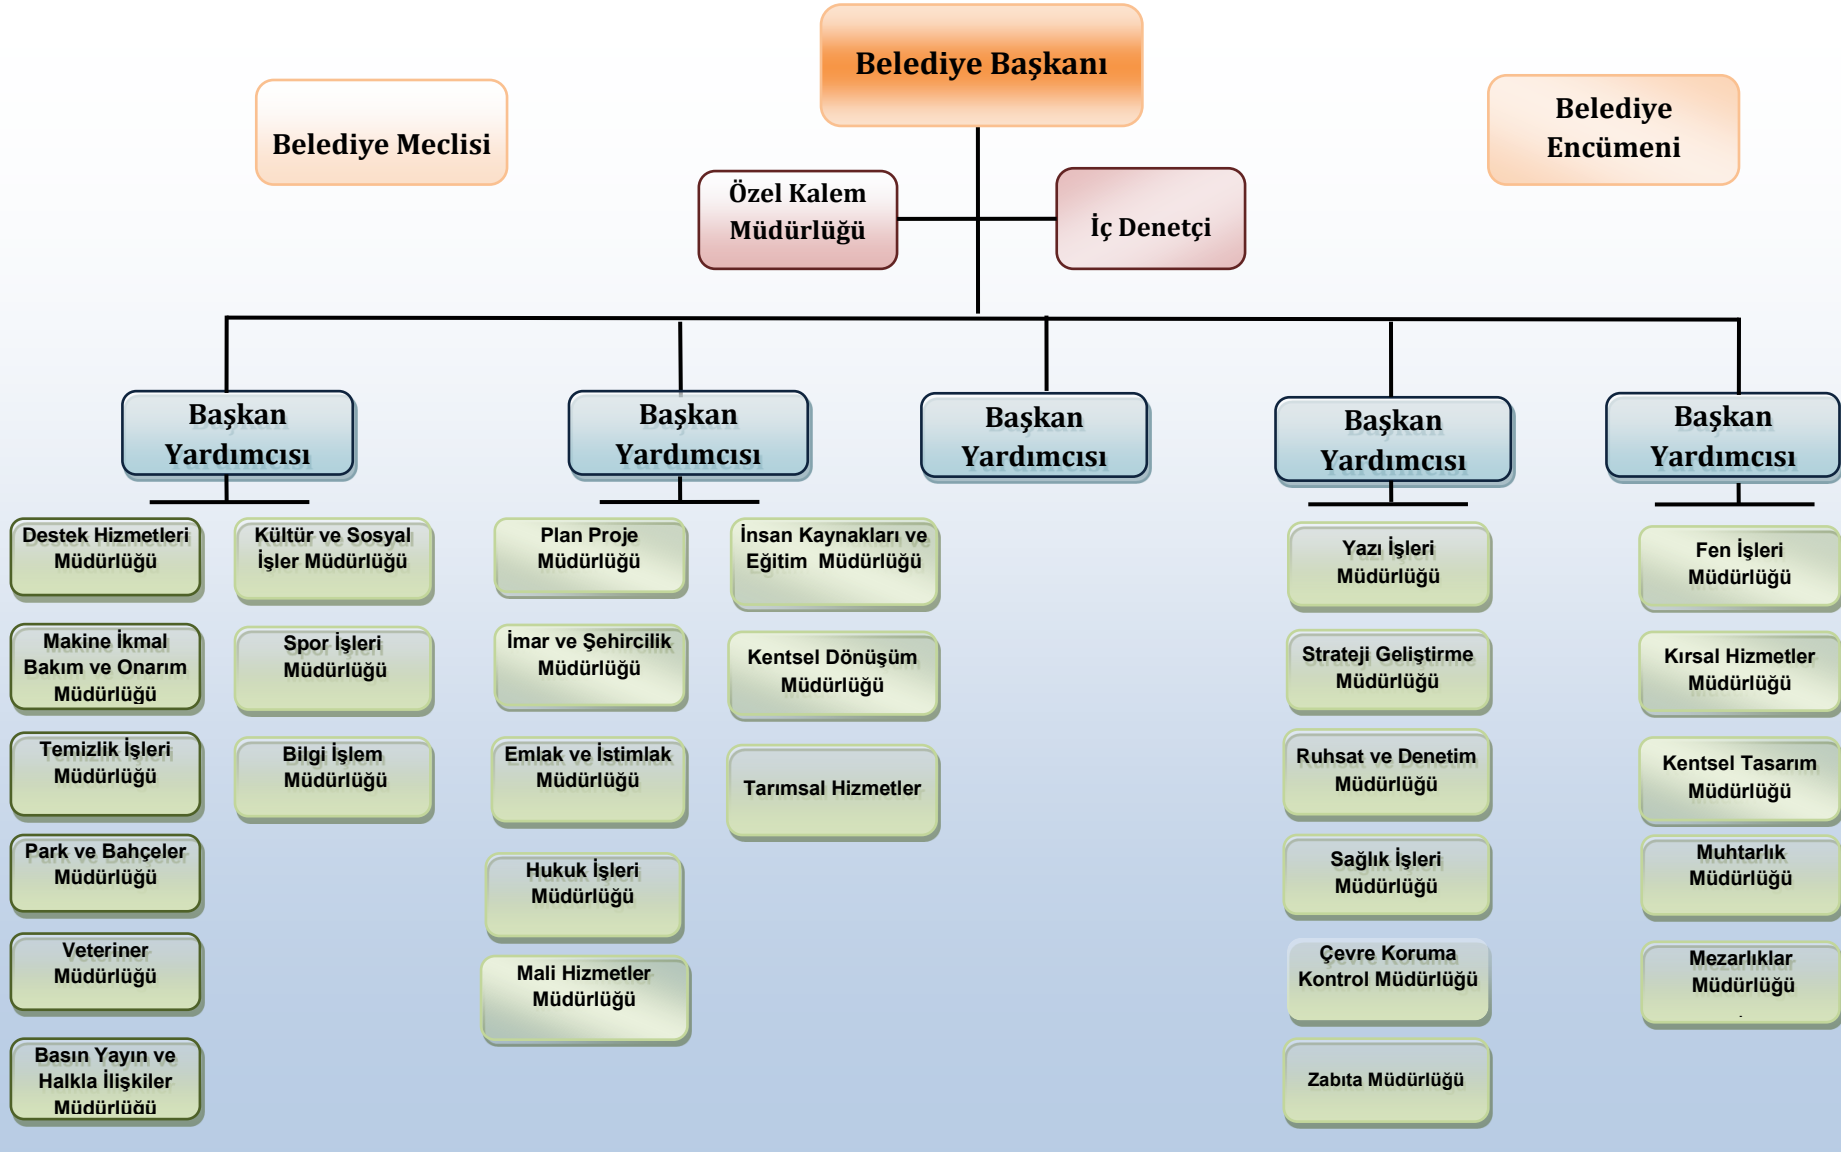 Belediye Başkanı
Belediye Meclisi
Belediye
Encümeni
Özel Kalem
Müdürlüğü
İç Denetçi
Başkan
Yardımcısı
Başkan
Yardımcısı
Başkan
Yardımcısı
Başkan
Yardımcısı
Başkan
Yardımcısı
Destek Hizmetleri
Müdürlüğü
Makine İkmal
Bakım ve Onarım
Müdürlüğü
Temizlik İşleri
Müdürlüğü
Park ve Bahçeler
Müdürlüğü
Veteriner
Müdürlüğü
Basın Yayın ve
Halkla İlişkiler
Müdürlüğü
Kültür ve Sosyal
İşler Müdürlüğü
Spor İşleri
Müdürlüğü
Bilgi İşlem
Müdürlüğü
Plan Proje
Müdürlüğü
İmar ve Şehircilik
Müdürlüğü
Emlak ve İstimlak
Müdürlüğü
Hukuk İşleri
Müdürlüğü
Mali Hizmetler
Müdürlüğü
İnsan Kaynakları ve
Eğitim Müdürlüğü
Kentsel Dönüşüm
Müdürlüğü
Tarımsal Hizmetler
Yazı İşleri
Müdürlüğü
Strateji Geliştirme
Müdürlüğü
Ruhsat ve Denetim
Müdürlüğü
Sağlık İşleri
Müdürlüğü
Çevre Koruma
Kontrol Müdürlüğü
Zabıta Müdürlüğü
Fen İşleri
Müdürlüğü
Kırsal Hizmetler
Müdürlüğü
Kentsel Tasarım
Müdürlüğü
Muhtarlık
Müdürlüğü
Mezarlıklar
Müdürlüğü
.